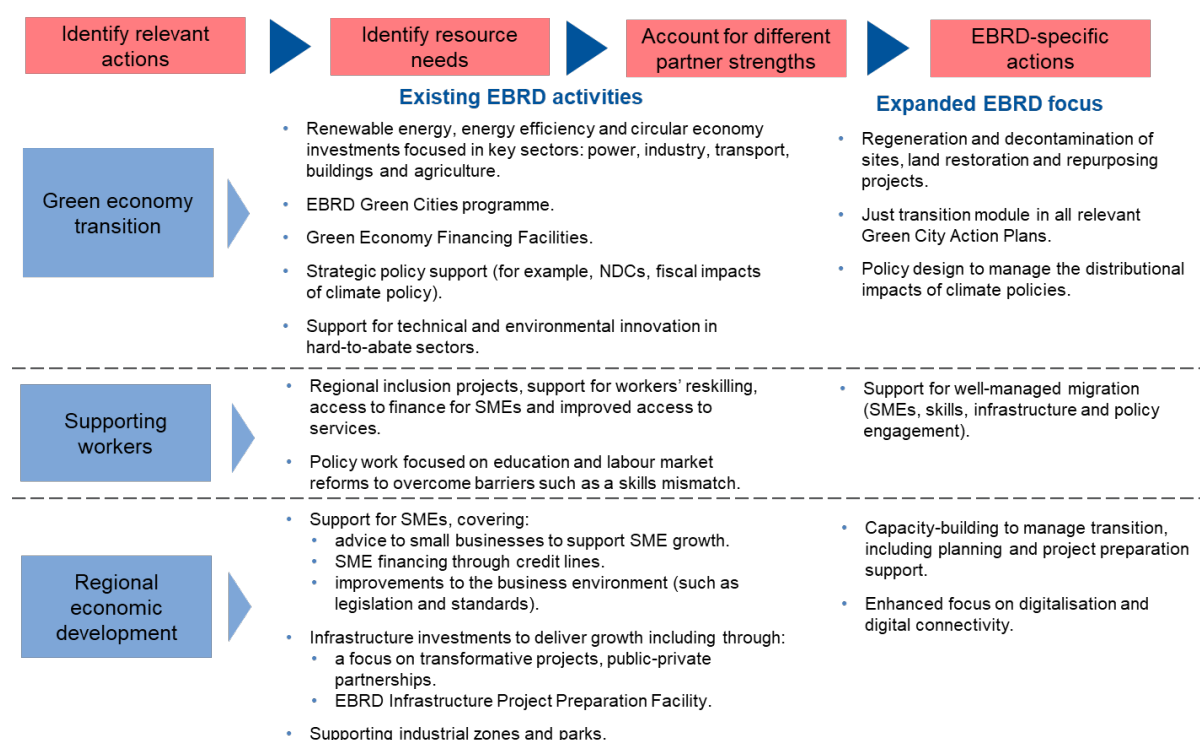 Identify relevant
actions
Identify resource
needs
Account for different
partner strengths
EBRD-specific
actions
Existing EBRD activities
Expanded EBRD focus
Green economy
transition
• Renewable energy, energy efficiency and circular economy
investments focused in key sectors: power, industry, transport,
buildings and agriculture.
• EBRD Green Cities programme.
• Green Economy Financing Facilities.
• Strategic policy support (for example, NDCs, fiscal impacts
of climate policy).
• Support for technical and environmental innovation in
hard-to-abate sectors.
• Regeneration and decontamination of
sites, land restoration and repurposing
projects.
• Just transition module in all relevant
Green City Action Plans.
• Policy design to manage the distributional
impacts of climate policies.
Supporting
workers
• Regional inclusion projects, support for workers' reskilling,
access to finance for SMEs and improved access to
services.
• Policy work focused on education and labour market
reforms to overcome barriers such as a skills mismatch.
• Support for well-managed migration
(SMEs, skills, infrastructure and policy
engagement).
Regional
economic
development
• Support for SMEs, covering:
• advice to small businesses to support SME growth.
• SME financing through credit lines.
• improvements to the business environment (such as
legislation and standards).
• Infrastructure investments to deliver growth including through:
• a focus on transformative projects, public-private
partnerships.
• EBRD Infrastructure Project Preparation Facility.
• Supporting industrial zones and parks.
• Capacity-building to manage transition,
including planning and project preparation
support.
• Enhanced focus on digitalisation and
digital connectivity.